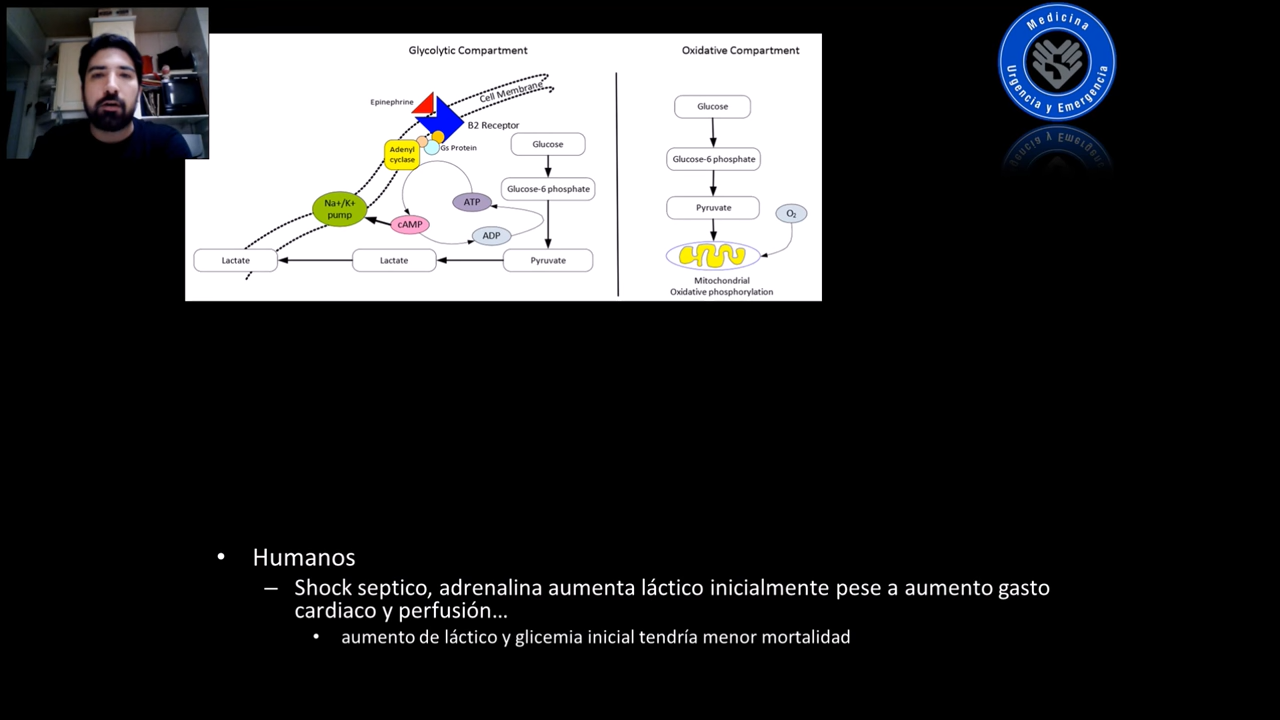 Glycolytic Compartment
Oxidative Compartment
Epinephrine
Cell Membrane
B2 Receptor
Adenyl
cyclase
Gs Protein
Glucose
Glucose-6 phosphate
Na+/K+
pump
ATP
cAMP
ADP
Lactate
Lactate
Pyruvate
Glucose
Glucose-6 phosphate
Pyruvate
O2
Mitochondrial
Oxidative phosphorylation
Medicina
Urgencia y Emergencia
• Humanos
– Shock septico, adrenalina aumenta láctico inicialmente pese a aumento gasto
cardiaco y perfusión…
• aumento de láctico y glicemia inicial tendría menor mortalidad